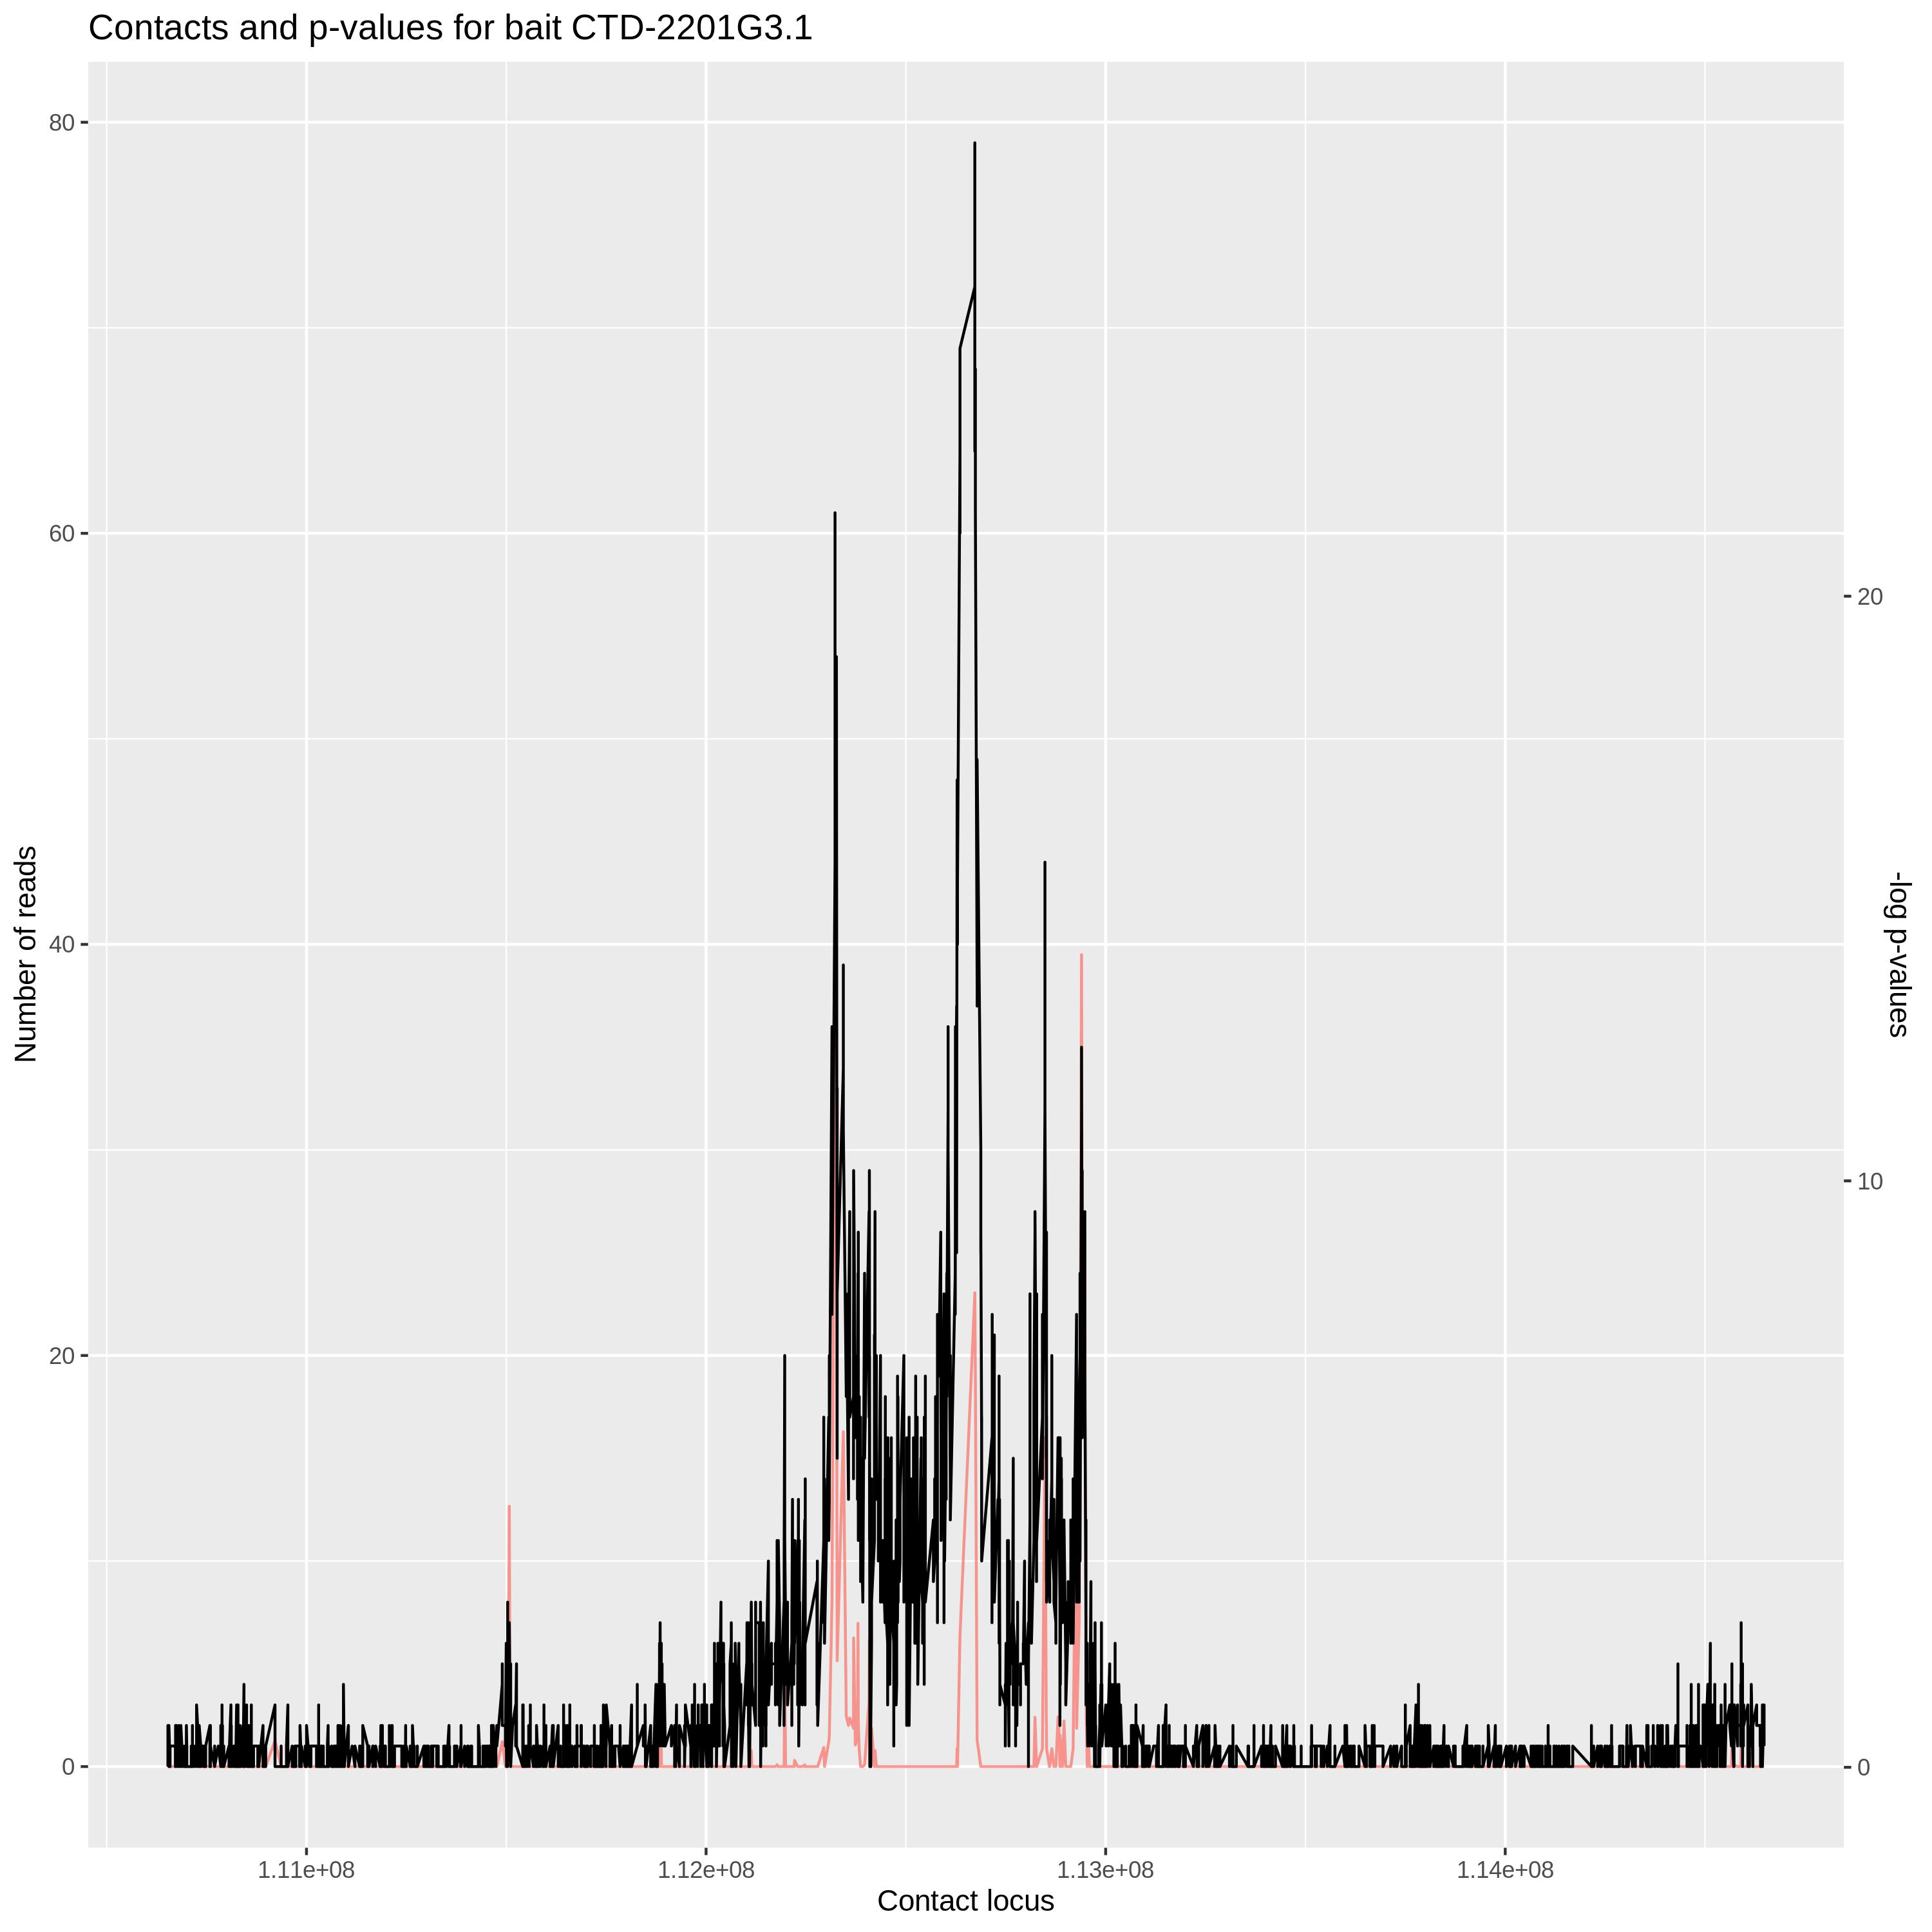 Contacts and p-values for bait CTD-2201G3.1
80
60
40
20
0
Number of reads
20
10
0
-log p-values
1.11e+08
1.12e+08
1.13e+08
1.14e+08
Contact locus